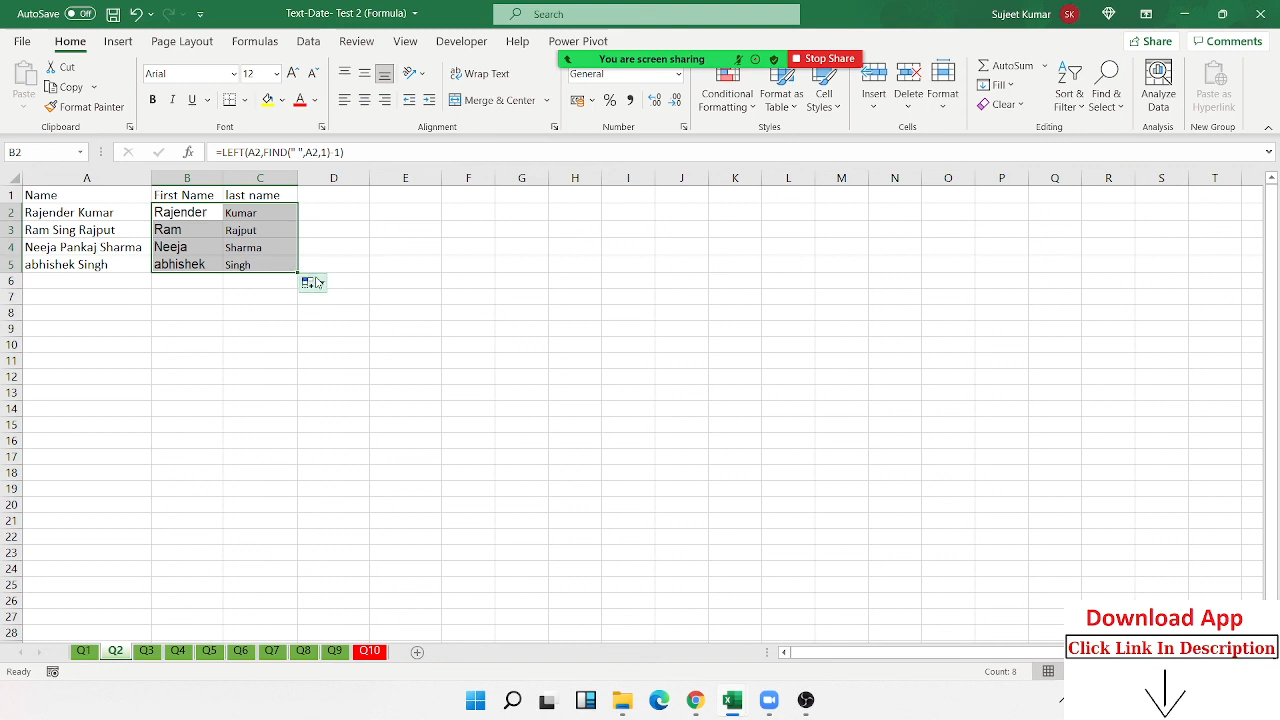 AutoSave Off Text-Date- Test 2 (Formula) Search Sujeet Kumar SK
File Home Insert Page Layout Formulas Data Review View Developer Help Power Pivot Share Comments
You are screen sharing Stop Share
Paste Cut Copy Format Painter
Clipboard
Arial 12 A A
B I U A
Font
ab Wrap Text
Merge & Center
Alignment
General
% , .00
Number
Conditional Formatting Format as Table Cell Styles
Styles
Insert Delete Format
Cells
AutoSum Fill Clear Sort & Filter Find & Select
Editing
Analyze Data
Analysis
Paste as Hyperlink
New Group
B2 fx =LEFT(A2,FIND(" ",A2,1)-1)
A B C D E F G H I J K L M N O P Q R S T
1 Name First Name last name
2 Rajender Kumar Rajender Kumar
3 Ram Sing Rajput Ram Rajput
4 Neeja Pankaj Sharma Neeja Sharma
5 abhishek Singh abhishek Singh
6
7
8
9
10
11
12
13
14
15
16
17
18
19
20
21
22
23
24
25
26
27
28
Q1 Q2 Q3 Q4 Q5 Q6 Q7 Q8 Q9 Q10
Ready Count: 8
Download App
Click Link In Description